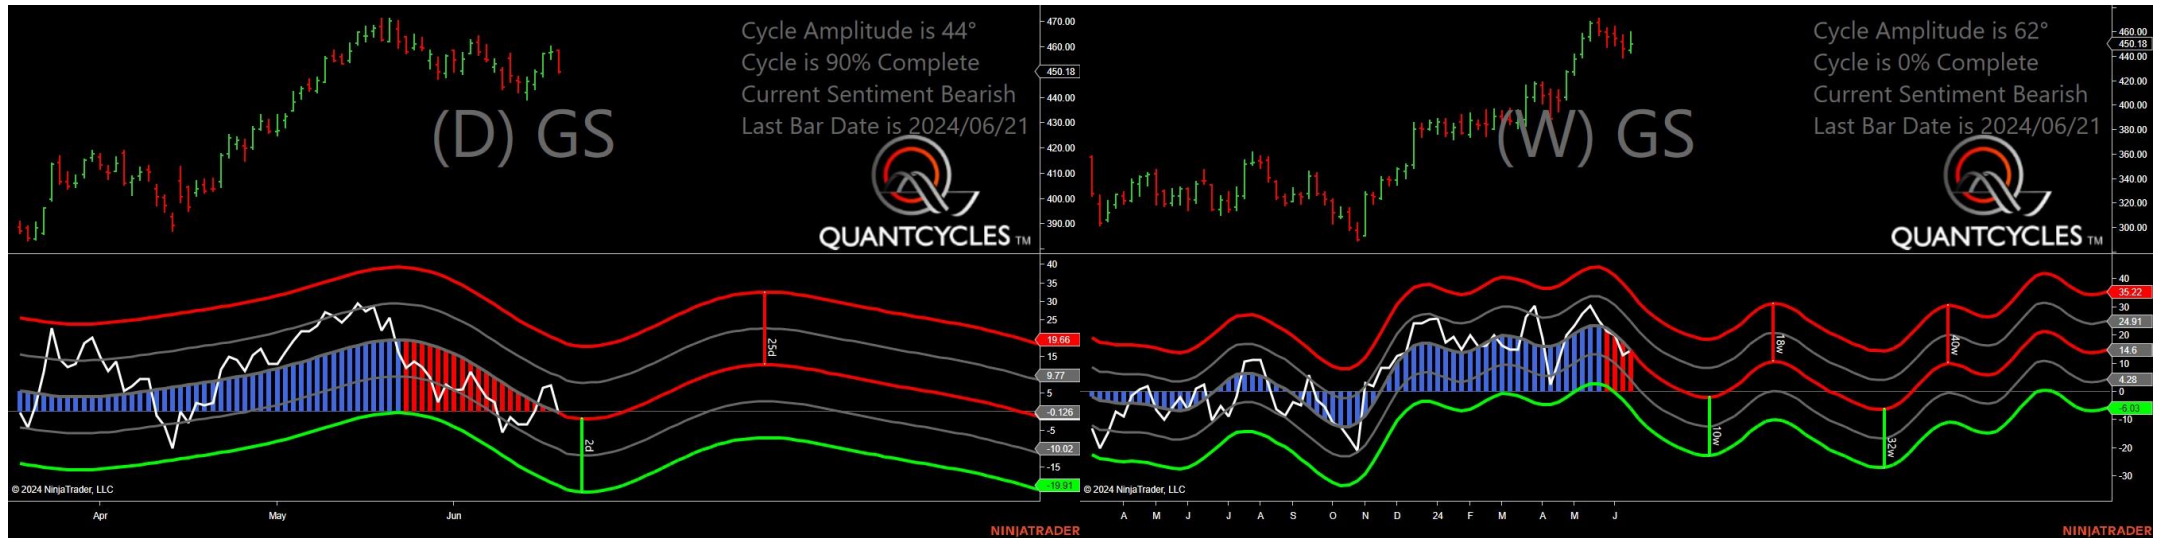 Cycle Amplitude is 44°
Cycle is 90% Complete
Current Sentiment Bearish
Last Bar Date is 2024/06/21
(D) GS
QUANTCYCLES TM
470.00
460.00
450.18
440.00
430.00
420.00
410.00
400.00
390.00
40
35
30
25
19.66
15
9.77
5
-0.126
-5
-10.02
-15
-19.91
25d
2d
© 2024 NinjaTrader, LLC
Apr May Jun
NINJATRADER
Cycle Amplitude is 62°
Cycle is 0% Complete
Current Sentiment Bearish
Last Bar Date is 2024/06/21
(W) GS
QUANTCYCLES TM
460.00
450.18
440.00
420.00
400.00
380.00
360.00
340.00
320.00
300.00
40
35.22
30
24.91
20
14.6
10
4.28
0
-6.03
-10
-20
-30
18w
40w
10w
32w
© 2024 NinjaTrader, LLC
A M J J A S O N D 24 F M A M J
NINJATRADER